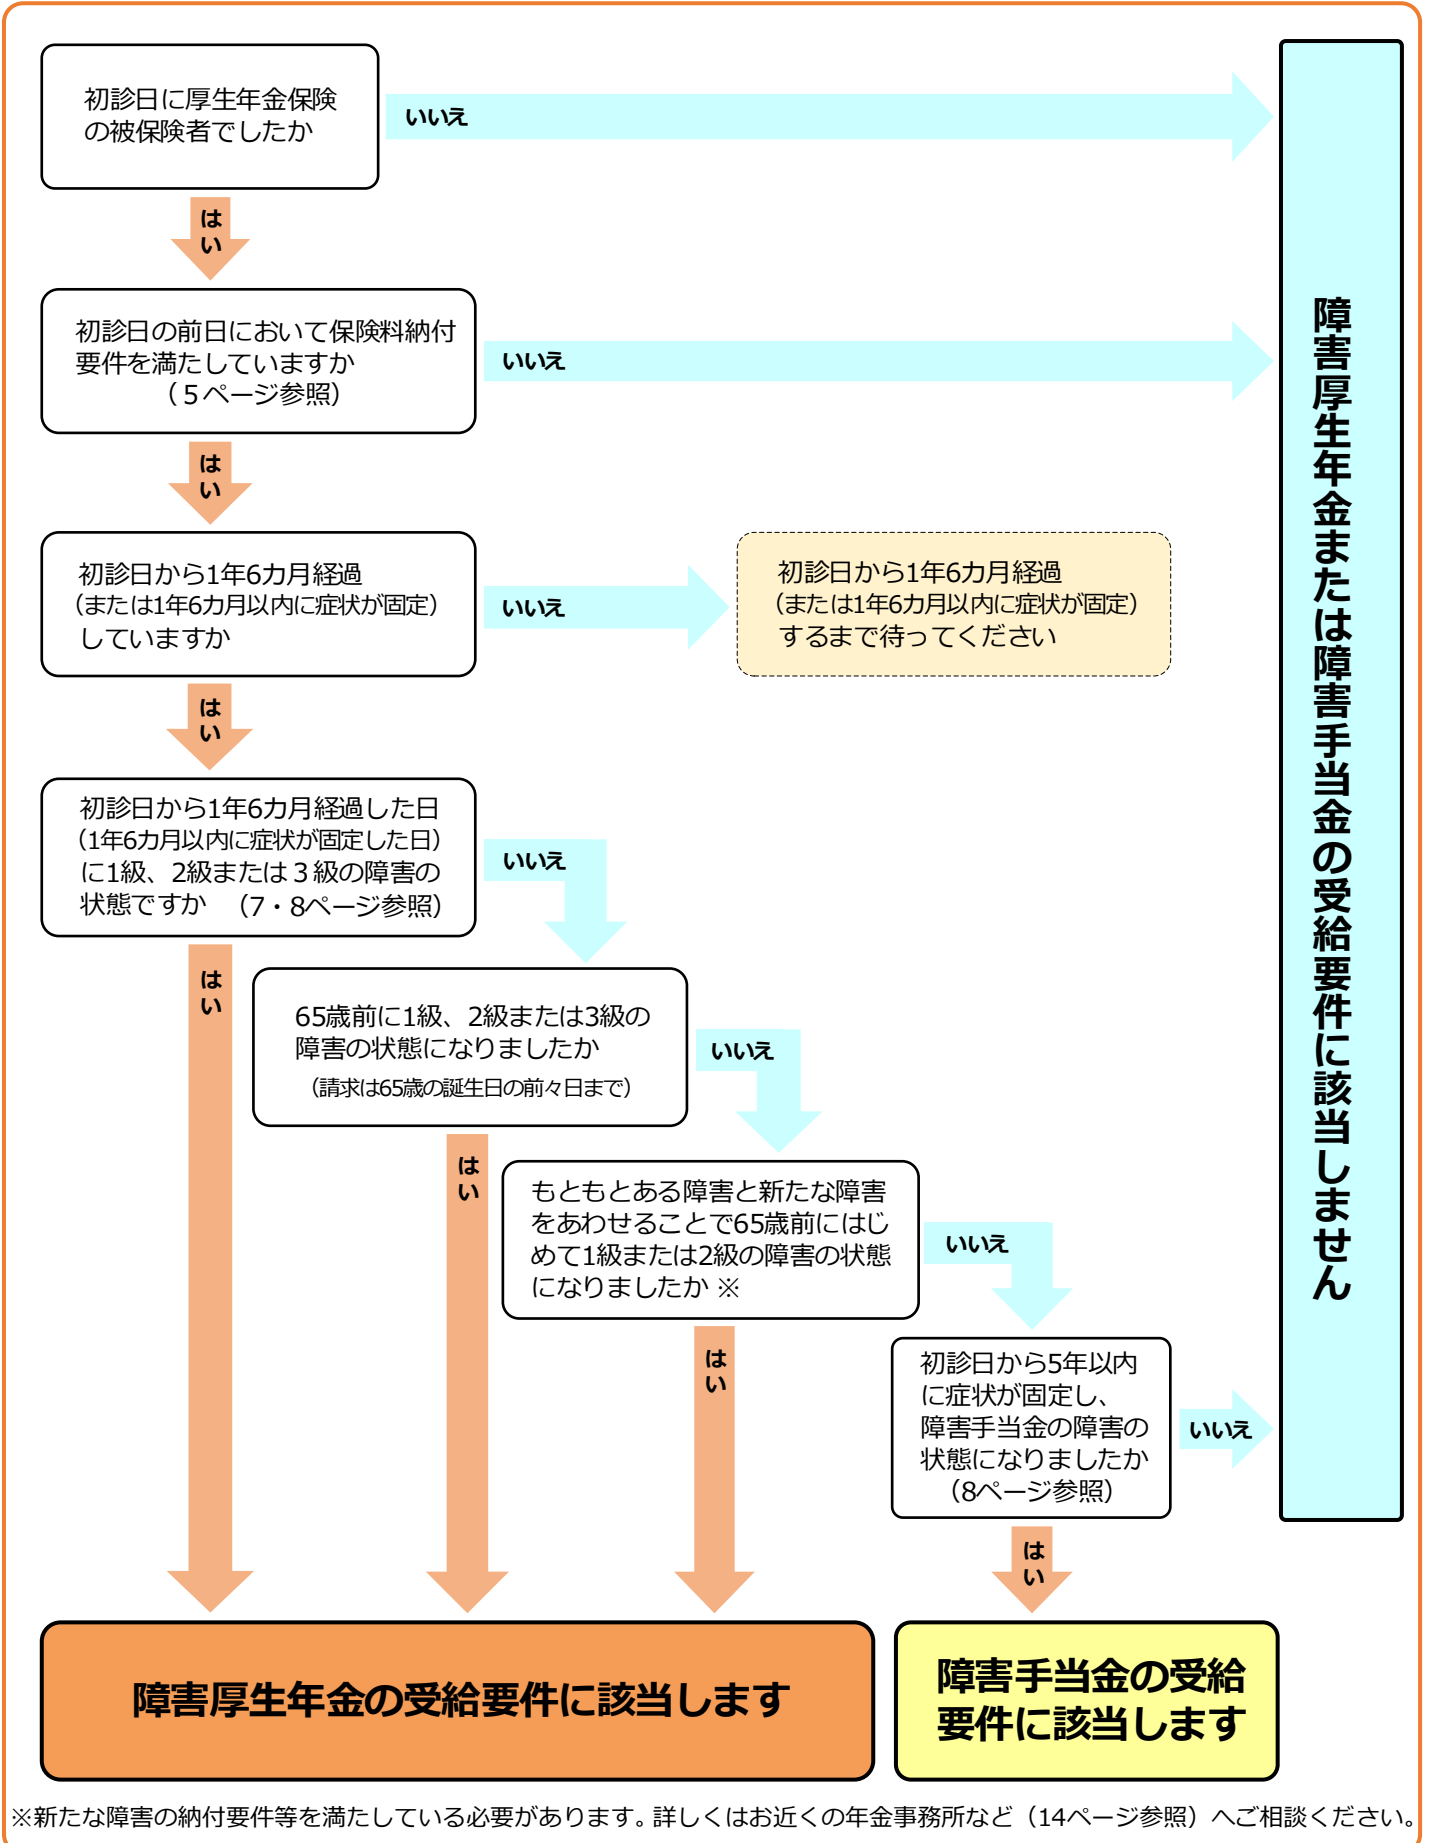 初診日に厚生年金保険
の被保険者でしたか
いいえ
はい
初診日の前日において保険料納付
要件を満たしていますか
（５ページ参照）
いいえ
はい
初診日から1年6カ月経過
（または1年6カ月以内に症状が固定）
していますか
いいえ
初診日から1年6カ月経過
（または1年6カ月以内に症状が固定）
するまで待ってください
はい
初診日から1年6カ月経過した日
（1年6カ月以内に症状が固定した日）
に1級、2級または３級の障害の
状態ですか （7・8ページ参照）
いいえ
はい
65歳前に1級、2級または3級の
障害の状態になりましたか
（請求は65歳の誕生日の前々日まで）
いいえ
はい
もともとある障害と新たな障害
をあわせることで65歳前にはじ
めて1級または2級の障害の状態
になりましたか ※
いいえ
はい
初診日から5年以内
に症状が固定し、
障害手当金の障害の
状態になりましたか
（8ページ参照）
いいえ
はい
障害厚生年金または障害手当金の受給要件に該当しません
障害厚生年金の受給要件に該当します
障害手当金の受給
要件に該当します
※新たな障害の納付要件等を満たしている必要があります。詳しくはお近くの年金事務所など（14ページ参照）へご相談ください。